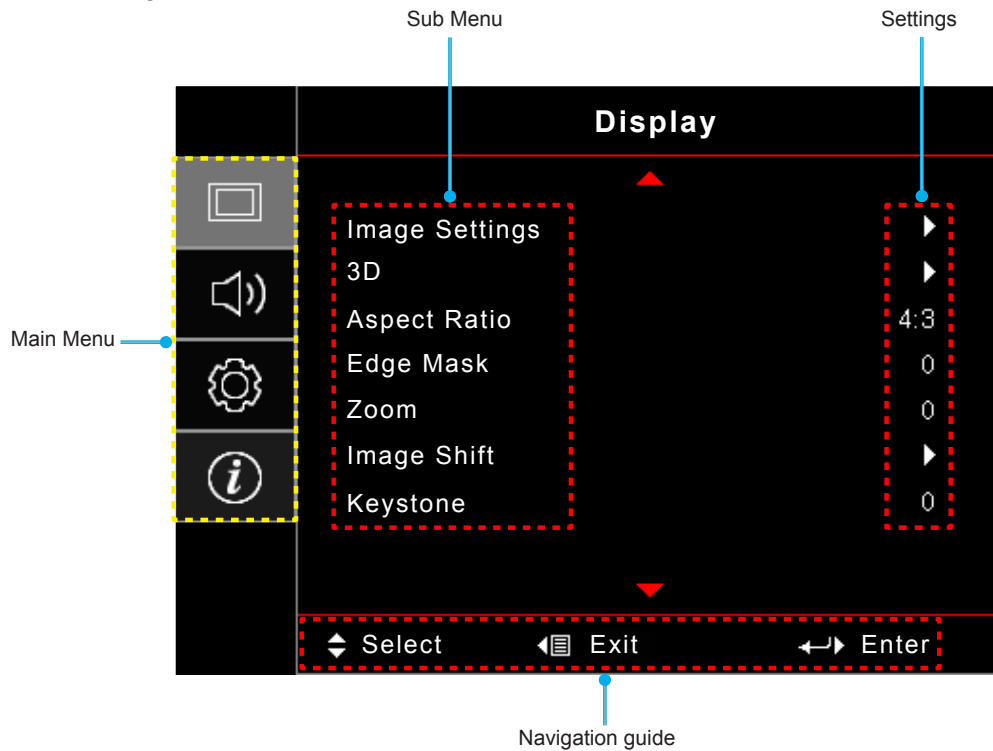 Sub Menu Settings
Display
Image Settings
3D
Aspect Ratio 4:3
Main Menu
Edge Mask 0
Zoom 0
Image Shift
Keystone 0
Select Exit Enter
Navigation guide